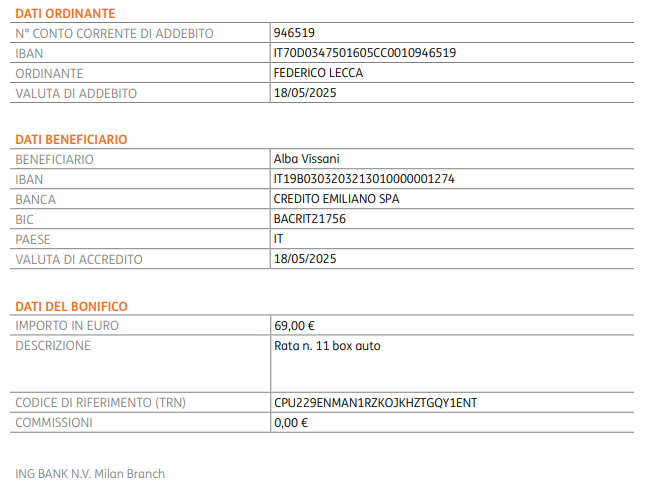 DATI ORDINANTE
N° CONTO CORRENTE DI ADDEBITO 946519
IBAN IT70D0347501605CC0010946519
ORDINANTE FEDERICO LECCA
VALUTA DI ADDEBITO 18/05/2025
DATI BENEFICIARIO
BENEFICIARIO Alba Vissani
IBAN IT19B0303203213010000001274
BANCA CREDITO EMILIANO SPA
BIC BACRIT21756
PAESE IT
VALUTA DI ACCREDITO 18/05/2025
DATI DEL BONIFICO
IMPORTO IN EURO 69,00 €
DESCRIZIONE Rata n. 11 box auto
CODICE DI RIFERIMENTO (TRN) CPU229ENMAN1RZKOJKHZTGQY1ENT
COMMISSIONI 0,00 €
ING BANK N.V. Milan Branch